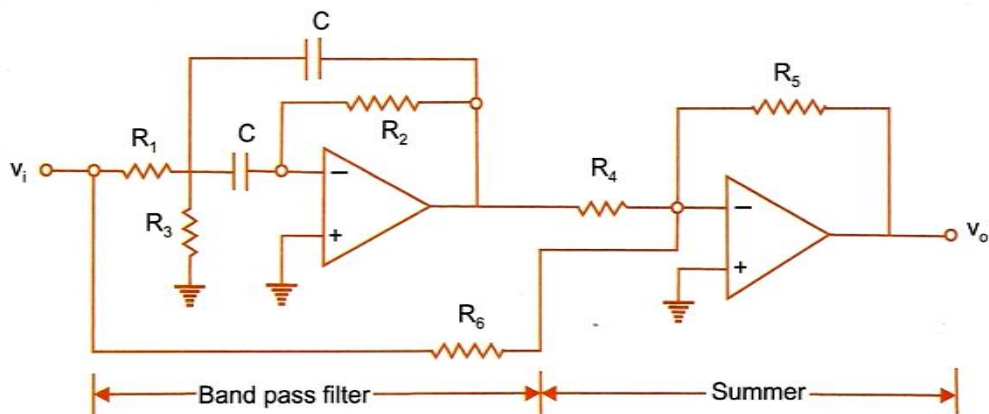 C
R5
R1
C
R2
vi
R4
−
−
R3
+
vo
+
R6
Band pass filter
Summer